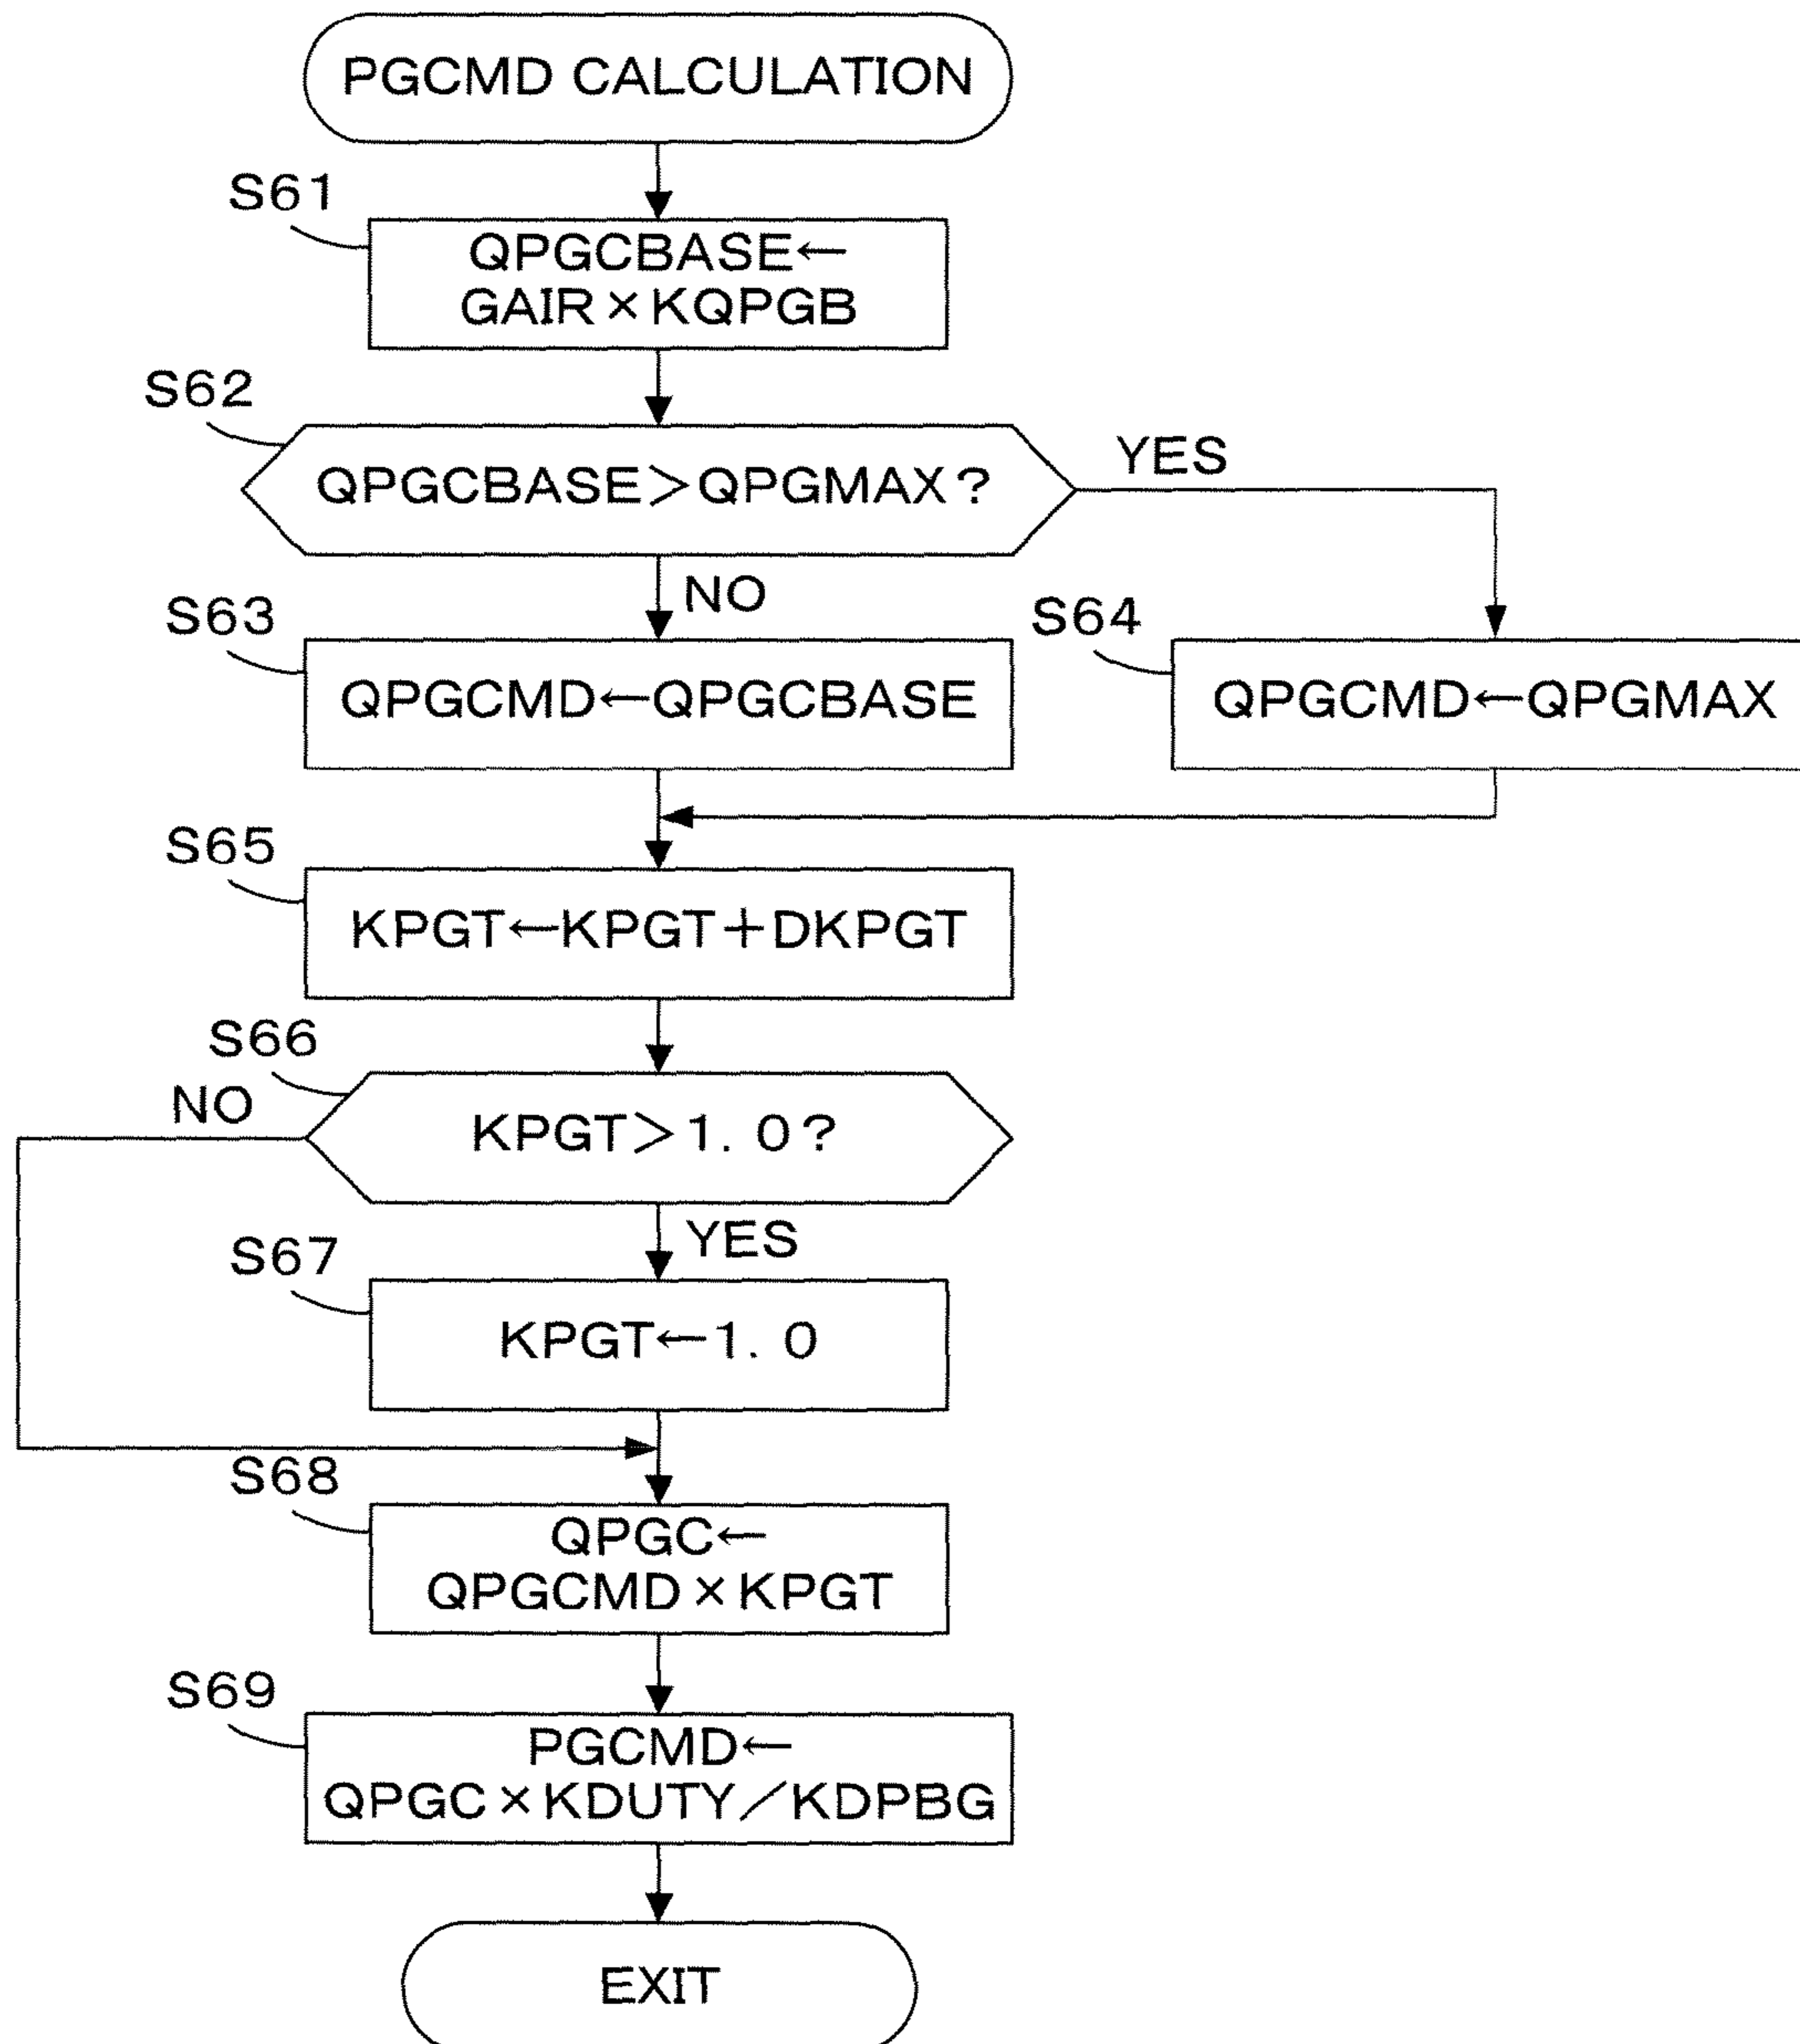 PGCMD CALCULATION
S61
QPGCBASE←
GAIR×KQPGB
S62
QPGCBASE>QPGMAX?
YES
NO
S63
QPGCMD←QPGCBASE
S64
QPGCMD←QPGMAX
S65
KPGT←KPGT+DKPGT
S66
NO
KPGT>1. 0?
YES
S67
KPGT←1. 0
S68
QPGC←
QPGCMD×KPGT
S69
PGCMD←
QPGC×KDUTY/KDPBG
EXIT